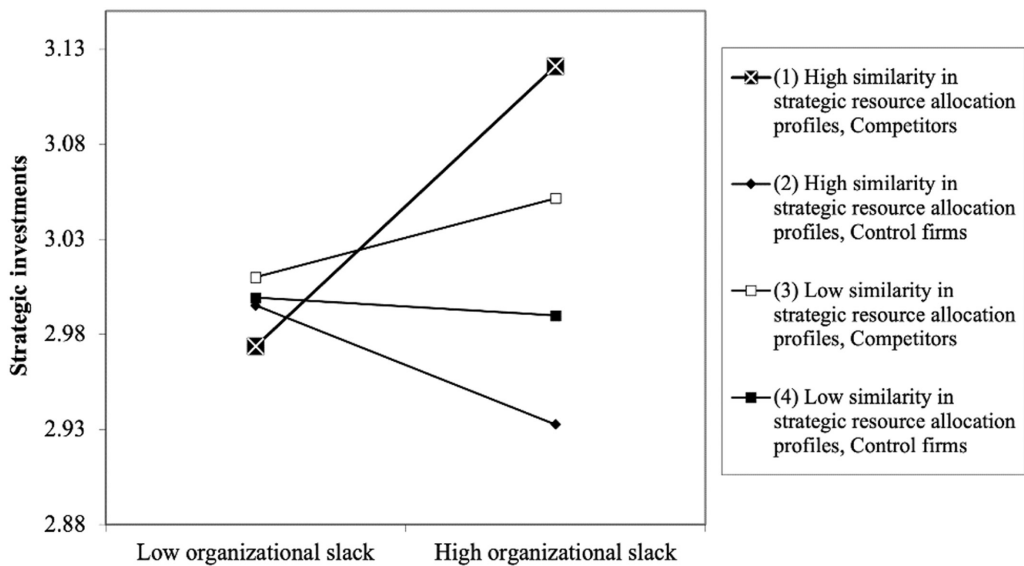 Strategic investments
3.13
3.08
3.03
2.98
2.93
2.88
Low organizational slack
High organizational slack
(1) High similarity in
strategic resource allocation
profiles, Competitors
(2) High similarity in
strategic resource allocation
profiles, Control firms
(3) Low similarity in
strategic resource allocation
profiles, Competitors
(4) Low similarity in
strategic resource allocation
profiles, Control firms